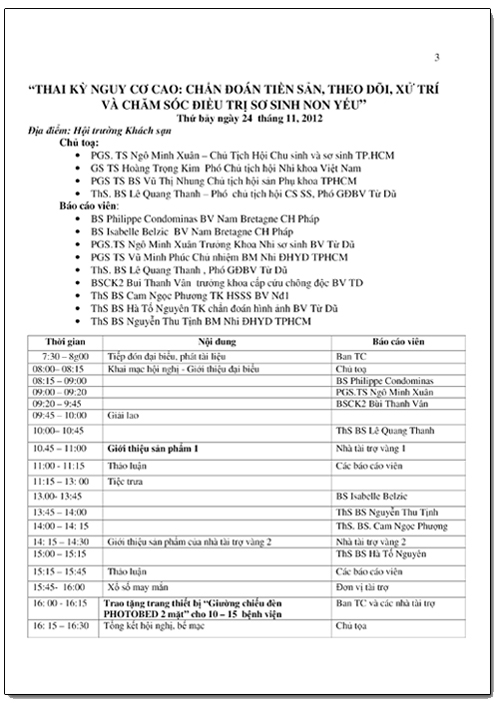 3
“THAI KỲ NGUY CƠ CAO: CHẨN ĐOÁN TIỀN SẢN, THEO DÕI, XỬ TRÍ
VÀ CHĂM SÓC ĐIỀU TRỊ SƠ SINH NON YẾU”
Thứ bảy ngày 24 tháng 11, 2012
Địa điểm: Hội trường Khách sạn
Chủ toạ:
• PGS. TS Ngô Minh Xuân – Chủ Tịch Hội Chu sinh và sơ sinh TP.HCM
• GS TS Hoàng Trọng Kim Phó Chủ tịch hội Nhi khoa Việt Nam
• PGS TS BS Vũ Thị Nhung Chủ tịch hội sản Phụ khoa TPHCM
• ThS. BS Lê Quang Thanh – Phó chủ tịch hội CS SS, Phó GĐBV Từ Dũ
Báo cáo viên:
• BS Philippe Condominas BV Nam Bretagne CH Pháp
• BS Isabelle Belzic BV Nam Bretagne CH Pháp
• PGS.TS Ngô Minh Xuân Trưởng Khoa Nhi sơ sinh BV Từ Dũ
• PGS TS Vũ Minh Phúc Chủ nhiệm BM Nhi ĐHYD TPHCM
• ThS. BS Lê Quang Thanh , Phó GĐBV Từ Dũ
• BSCK2 Bui Thanh Vân trưởng khoa cấp cứu chông độc BV TD
• ThS BS Cam Ngọc Phương TK HSSS BV Nđ1
• ThS BS Hà Tố Nguyên TK chẩn đoán hình ảnh BV Từ Dũ
• ThS BS Nguyễn Thu Tịnh BM Nhi ĐHYD TPHCM
Thời gian Nội dung Báo cáo viên
7:30 – 8g00 Tiếp đón đại biểu, phát tài liệu Ban TC
08:00– 08:15 Khai mạc hội nghị - Giới thiệu đại biểu Chủ toạ
08:15 – 09:00 BS Philippe Condominas
09:00 – 09:20 PGS.TS Ngô Minh Xuân
09:20 – 9:45 BSCK2 Bùi Thanh Vân
09:45 – 10:00 Giải lao
10:00– 10:45 ThS BS Lê Quang Thanh
10.45 – 11:00 Giới thiệu sản phẩm 1 Nhà tài trợ vàng 1
11:00 - 11:15 Thảo luận Các báo cáo viên
11:15 – 13: 00 Tiệc trưa
13.00- 13:45 BS Isabelle Belzic
13:45 – 14:00 ThS BS Nguyễn Thu Tịnh
14:00 – 14: 15 ThS. BS. Cam Ngọc Phượng
14: 15 – 14:30 Giới thiệu sản phẩm của nhà tài trợ vàng 2 Nhà tài trợ vàng 2
15:00 – 15:15 ThS BS Hà Tố Nguyên
15:15 – 15:45 Thảo luận Các báo cáo viên
15:45- 16:00 Xổ số may mắn Đơn vị tài trợ
16: 00 - 16:15 Trao tặng trang thiết bị “Giường chiếu đèn Ban TC và các nhà tài trợ
PHOTOBED 2 mặt” cho 10 – 15 bệnh viện
16: 15 – 16:30 Tổng kết hội nghị, bế mạc Chủ tọa